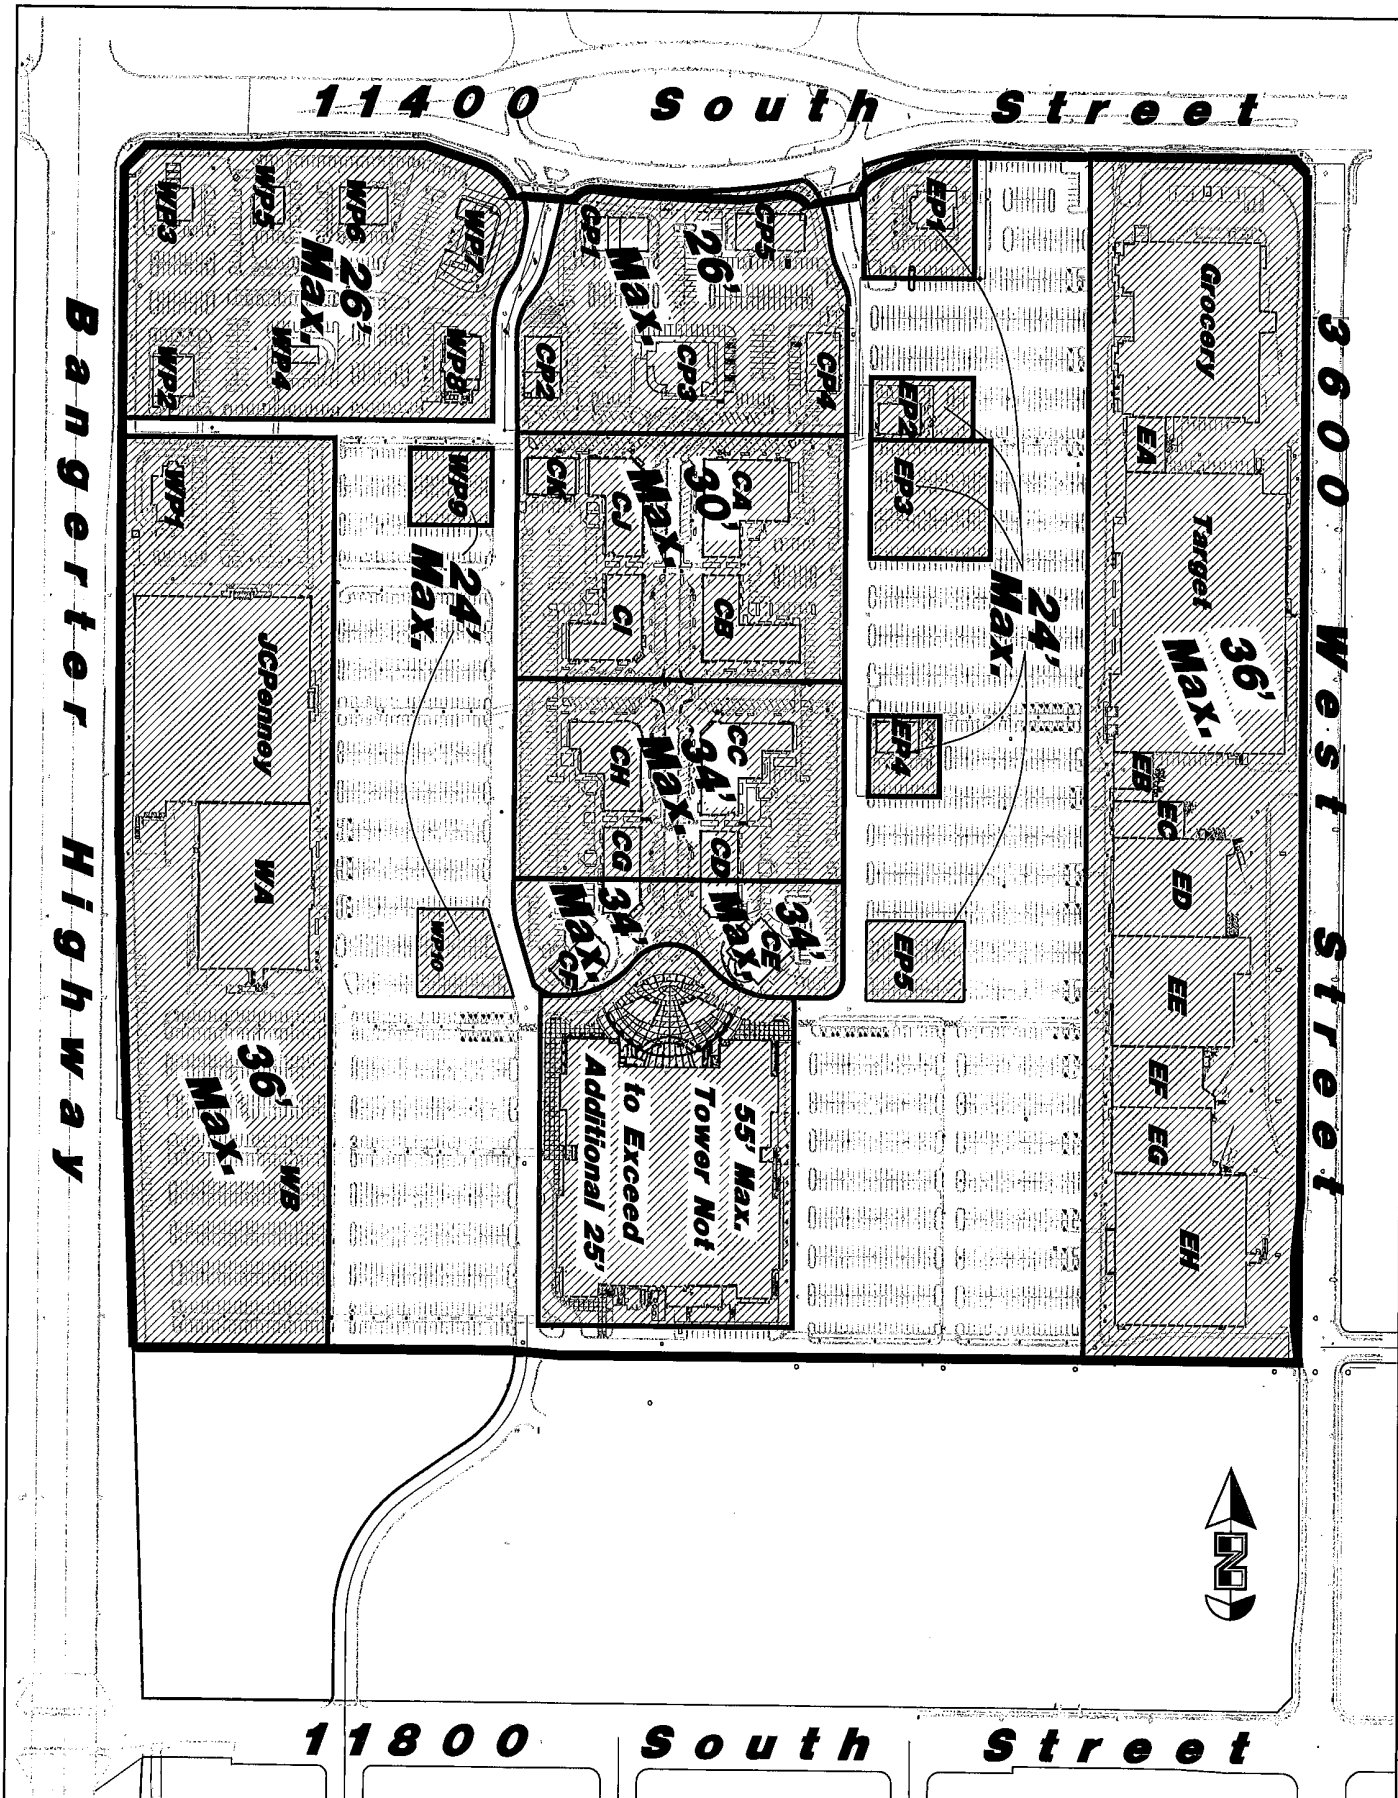 11400 South Street
WP3
WP5
WP6
WP7
26'
Max.
WP2
WP4
WP8
CP1
CP5
26'
Max.
CP2
CP3
CP4
EP1
EP2
EP3
EP4
EP5
24'
Max.
Grocery
EA
Target
36'
Max.
EB
EC
ED
EE
EF
EG
EH
3600 West Street
WP1
JCPenney
WA
36'
Max.
WB
WP9
24'
Max.
WP10
CK
CJ
CA
30'
Max.
CI
CB
CH
CC
34'
Max.
CG
CD
34'
Max.
CF
34'
Max.
CE
55' Max.
Tower Not
to Exceed
Additional 25'
Bangerter Highway
N
11800 South Street